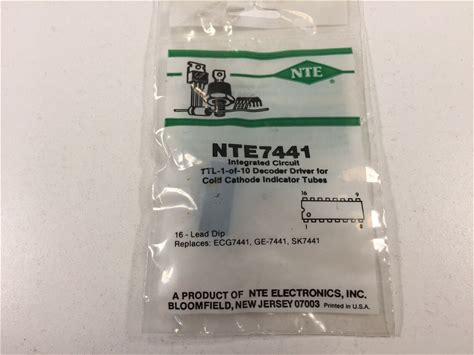 NTE
NTE7441
Integrated Circuit
TTL-1-of-10 Decoder Driver for
Cold Cathode Indicator Tubes
16 9
1 8
16 - Lead Dip
Replaces: ECG7441, GE-7441, SK7441
A PRODUCT OF NTE ELECTRONICS, INC.
BLOOMFIELD, NEW JERSEY 07003 Printed in U.S.A.